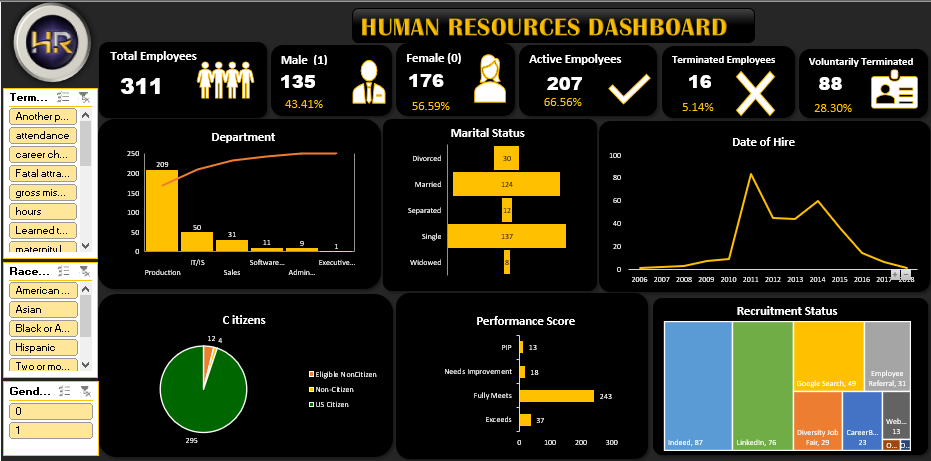 HR
HUMAN RESOURCES DASHBOARD
Total Employees
311
Male (1)
135
43.41%
Female (0)
176
56.59%
Active Empolyees
207
66.56%
Terminated Employees
16
5.14%
Voluntarily Terminated
88
28.30%
Term...
Another p...
attendance
career ch...
Fatal attra...
gross mis...
hours
Learned t...
maternity l...
Race...
American ...
Asian
Black or A...
Hispanic
Two or mo...
Gend...
0
1
Department
250
200
150
100
50
0
209
50
31
11
9
1
Production
IT/IS
Sales
Software...
Admin...
Executive...
Marital Status
Divorced
30
Married
124
Separated
12
Single
137
Widowed
8
Date of Hire
100
80
60
40
20
0
2006 2007 2008 2009 2010 2011 2012 2013 2014 2015 2016 2017 2018
+ −
C itizens
12
4
295
Eligible NonCitizen
Non-Citizen
US Citizen
Performance Score
PIP
13
Needs Improvement
18
Fully Meets
243
Exceeds
37
0 100 200 300
Recruitment Status
Indeed, 87
LinkedIn, 76
Google Search, 49
Employee
Referral, 31
Diversity Job
Fair, 29
CareerB...
23
Web...
13
O...